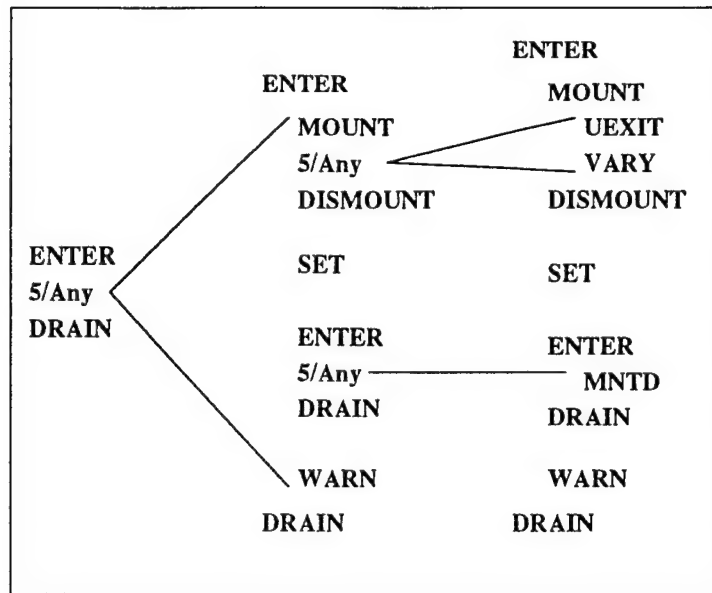 ENTER
5/Any
DRAIN
ENTER
MOUNT
5/Any
DISMOUNT
SET
ENTER
5/Any
DRAIN
WARN
DRAIN
ENTER
MOUNT
UEXIT
VARY
DISMOUNT
SET
ENTER
MNTD
DRAIN
WARN
DRAIN